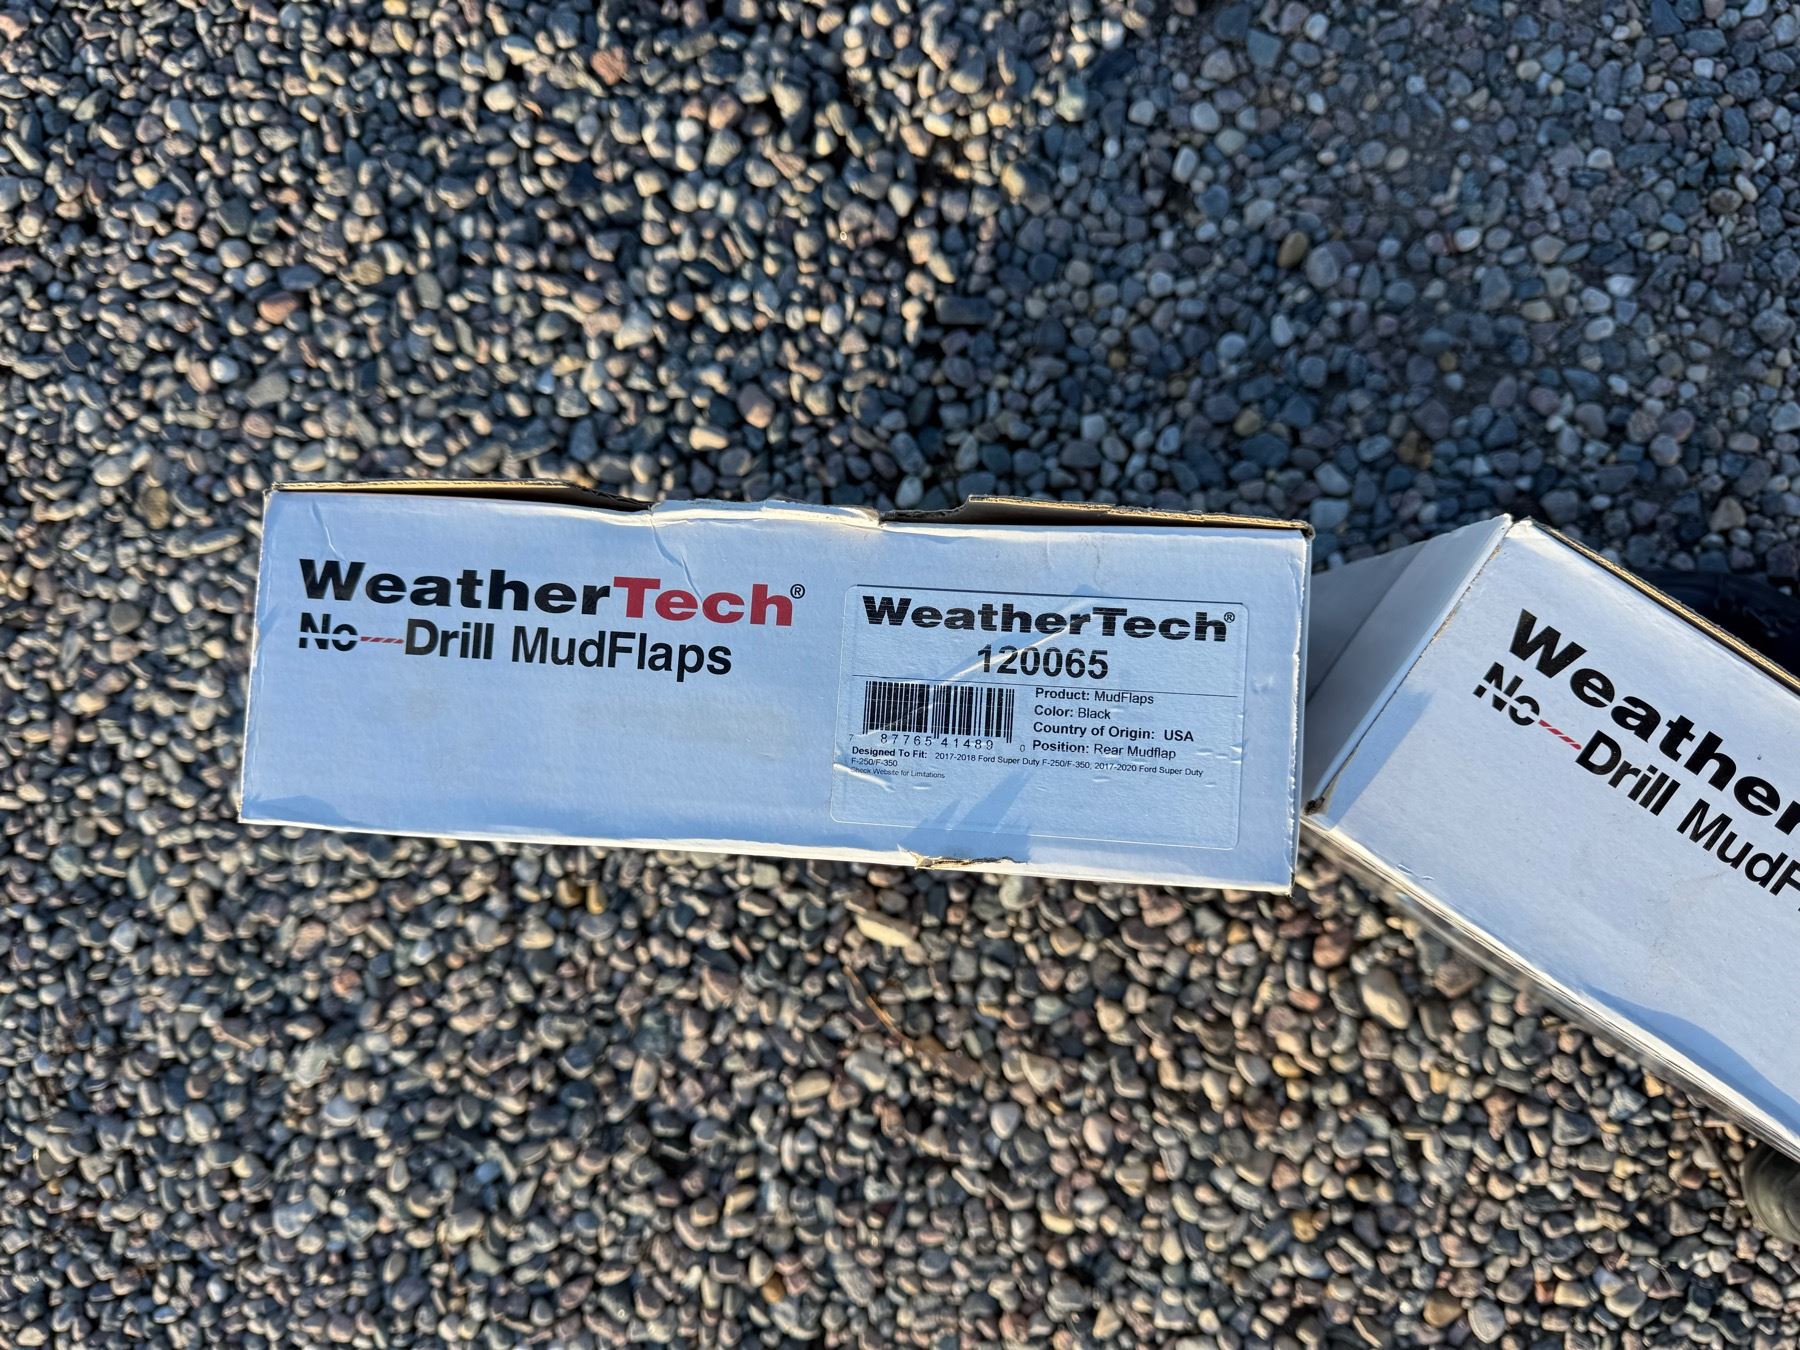 WeatherTech®
No-Drill MudFlaps
WeatherTech®
120065
7 87765 41489 0
Product: MudFlaps
Color: Black
Country of Origin: USA
Position: Rear Mudflap
Designed To Fit: 2017-2018 Ford Super Duty F-250/F-350, 2017-2020 Ford Super Duty
F-250/F-350
Check Website for Limitations
Weather
No-Drill MudF